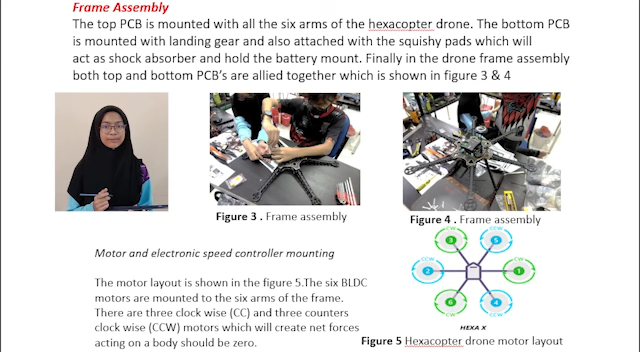 Frame Assembly
The top PCB is mounted with all the six arms of the hexacopter drone. The bottom PCB
is mounted with landing gear and also attached with the squishy pads which will
act as shock absorber and hold the battery mount. Finally in the drone frame assembly
both top and bottom PCB's are allied together which is shown in figure 3 & 4
Figure 3 . Frame assembly
Figure 4 . Frame assembly
Motor and electronic speed controller mounting
The motor layout is shown in the figure 5.The six BLDC
motors are mounted to the six arms of the frame.
There are three clock wise (CC) and three counters
clock wise (CCW) motors which will create net forces
acting on a body should be zero.
CW
CCW
3
5
2
1
6
4
HEXA X
Figure 5 Hexacopter drone motor layout